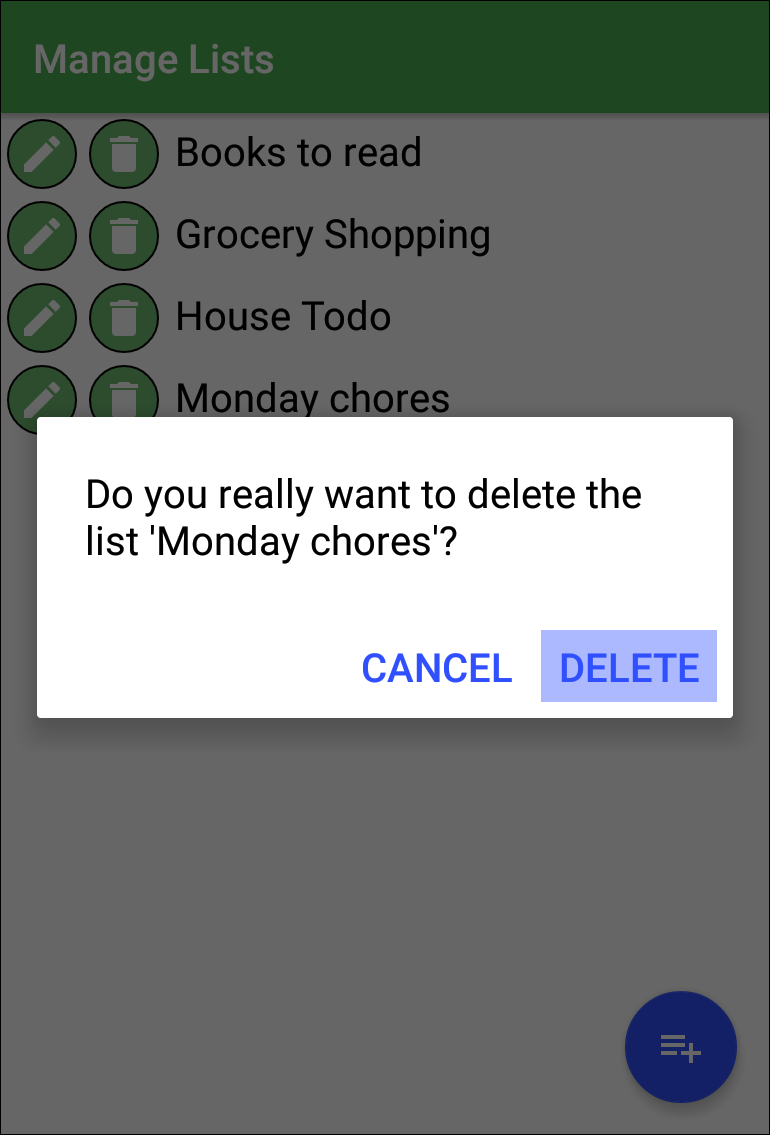 Manage Lists
Books to read
Grocery Shopping
House Todo
Monday chores
Do you really want to delete the
list 'Monday chores'?
CANCEL DELETE